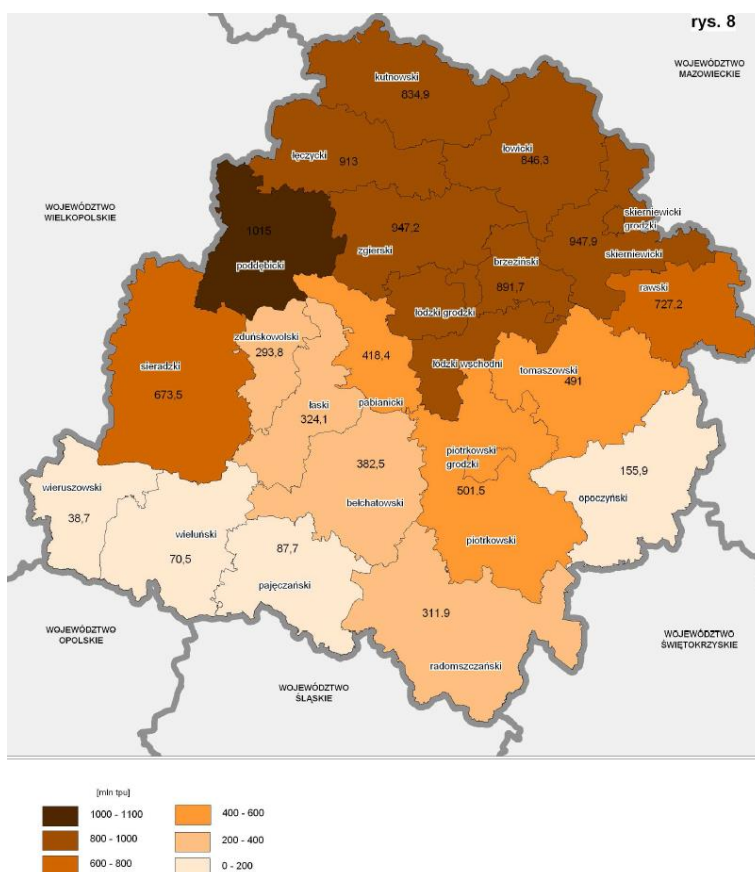 rys. 8
WOJEWÓDZTWO
MAZOWIECKIE
kutnowski
834,9
łęczycki
913
łowicki
846,3
WOJEWÓDZTWO
WIELKOPOLSKIE
skierniewicki
grodzki
1015
poddębicki
947,2
zgierski
brzeziński
891,7
947,9
skierniewicki
rawski
727,2
łódzki grodzki
zduńskowolski
293,8
418,4
pabianicki
łódzki wschodni
tomaszowski
491
sieradzki
673,5
łaski
324,1
piotrkowski
grodzki
501,5
382,5
bełchatowski
155,9
opoczyński
wieruszowski
38,7
wieluński
70,5
87,7
pajęczański
piotrkowski
311.9
radomszczański
WOJEWÓDZTWO
OPOLSKIE
WOJEWÓDZTWO
ŚWIĘTOKRZYSKIE
WOJEWÓDZTWO
ŚLĄSKIE
[mln tpu]
1000 - 1100
400 - 600
800 - 1000
200 - 400
600 - 800
0 - 200